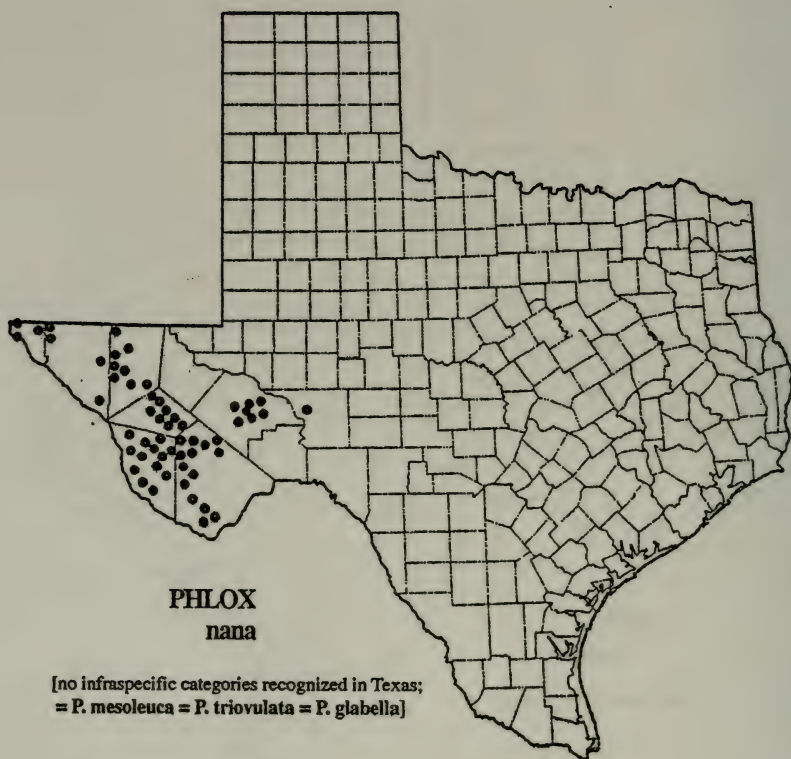 PHLOX
nana
[no infraspecific categories recognized in Texas;
= P. mesoleuca = P. triovulata = P. glabella]